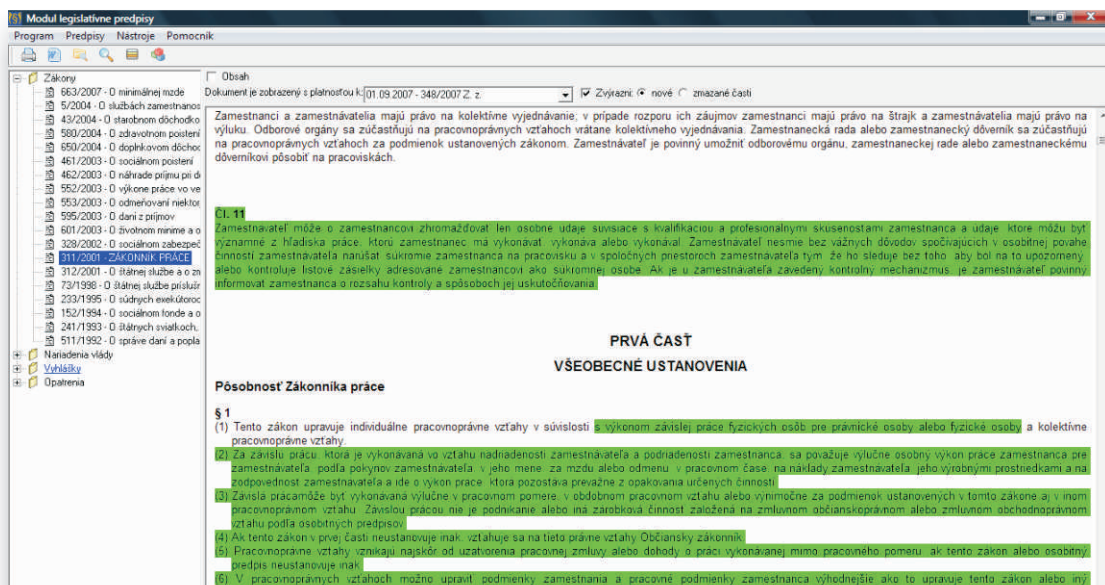 Modul legislatívne predpisy
Program Predpisy Nástroje Pomocník
Zákony
663/2007 - O minimálnej mzde
5/2004 - O službách zamestnanos
43/2004 - O starobnom dôchodko
580/2004 - O zdravotnom poistení
650/2004 - O doplnkovom dôchoc
461/2003 - O sociálnom poistení
462/2003 - O náhrade príjmu pri d
552/2003 - O výkone práce vo ve
553/2003 - O odmeňovaní niektor
595/2003 - O dani z príjmov
601/2003 - O životnom minime a o
328/2002 - O sociálnom zabezpeč
311/2001 - ZÁKONNÍK PRÁCE
312/2001 - O štátnej službe a o zn
73/1998 - O štátnej službe príslušn
233/1995 - O súdnych exekútoroc
152/1994 - O sociálnom fonde a o
241/1993 - O štátnych sviatkoch,
511/1992 - O správe daní a popla
Nariadenia vlády
Vyhlášky
Opatrenia
Obsah
Dokument je zobrazený s platnosťou k: 01.09.2007 - 348/2007 Z. z. Zvýrazni: nové zmazané časti
Zamestnanci a zamestnávatelia majú právo na kolektívne vyjednávanie; v prípade rozporu ich záujmov zamestnanci majú právo na štrajk a zamestnávatelia majú právo na
výluku. Odborové orgány sa zúčastňujú na pracovnoprávnych vzťahoch vrátane kolektívneho vyjednávania. Zamestnanecká rada alebo zamestnanecký dôverník sa zúčastňujú
na pracovnoprávnych vzťahoch za podmienok ustanovených zákonom. Zamestnávateľ je povinný umožniť odborovému orgánu, zamestnaneckej rade alebo zamestnaneckému
dôverníkovi pôsobiť na pracoviskách.
Čl. 11
Zamestnávateľ môže o zamestnancovi zhromažďovať len osobné údaje súvisiace s kvalifikáciou a profesionálnymi skúsenosťami zamestnanca a údaje, ktoré môžu byť
významné z hľadiska práce, ktorú zamestnanec má vykonávať, vykonáva alebo vykonával. Zamestnávateľ nesmie bez vážnych dôvodov spočívajúcich v osobitnej povahe
činností zamestnávateľa narúšať súkromie zamestnanca na pracovisku a v spoločných priestoroch zamestnávateľa tým, že ho sleduje bez toho, aby bol na to upozornený,
alebo kontroluje listové zásielky adresované zamestnancovi ako súkromnej osobe. Ak je u zamestnávateľa zavedený kontrolný mechanizmus, je zamestnávateľ povinný
informovať zamestnanca o rozsahu kontroly a spôsoboch jej uskutočňovania.
PRVÁ ČASŤ
VŠEOBECNÉ USTANOVENIA
Pôsobnosť Zákonníka práce
§ 1
(1) Tento zákon upravuje individuálne pracovnoprávne vzťahy v súvislosti s výkonom závislej práce fyzických osôb pre právnické osoby alebo fyzické osoby a kolektívne
pracovnoprávne vzťahy.
(2) Za závislú prácu, ktorá je vykonávaná vo vzťahu nadriadenosti zamestnávateľa a podriadenosti zamestnanca, sa považuje výlučne osobný výkon práce zamestnanca pre
zamestnávateľa, podľa pokynov zamestnávateľa, v jeho mene, za mzdu alebo odmenu, v pracovnom čase, na náklady zamestnávateľa, jeho výrobnými prostriedkami a na
zodpovednosť zamestnávateľa a ide o výkon práce, ktorá pozostáva prevažne z opakovania určených činností.
(3) Závislá prácamôže byť vykonávaná výlučne v pracovnom pomere, v obdobnom pracovnom vzťahu alebo výnimočne za podmienok ustanovených v tomto zákone aj v inom
pracovnoprávnom vzťahu. Závislou prácou nie je podnikanie alebo iná zárobková činnosť založená na zmluvnom občianskoprávnom alebo zmluvnom obchodnoprávnom
vzťahu podľa osobitných predpisov.
(4) Ak tento zákon v prvej časti neustanovuje inak, vzťahuje sa na tieto právne vzťahy Občiansky zákonník.
(5) Pracovnoprávne vzťahy vznikajú najskôr od uzatvorenia pracovnej zmluvy alebo dohody o práci vykonávanej mimo pracovného pomeru, ak tento zákon alebo osobitný
predpis neustanovuje inak.
(6) V pracovnoprávnych vzťahoch možno upraviť podmienky zamestnania a pracovné podmienky zamestnanca výhodnejšie ako to upravuje tento zákon alebo iný